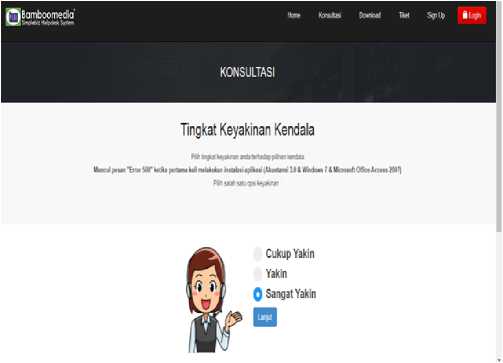 Bamboomedia
Simplebiz Helpdesk System
Home Konsultasi Download Tiket Sign Up Login
KONSULTASI
Tingkat Keyakinan Kendala
Pilih tingkat keyakinan anda terhadap pilihan kendala
Muncul pesan "Error 500" ketika pertama kali melakukan instalasi aplikasi (Akuntansi 3.0 & Windows 7 & Microsoft Office Access 2007)
Pilih salah satu opsi keyakinan
Cukup Yakin
Yakin
Sangat Yakin
Lanjut